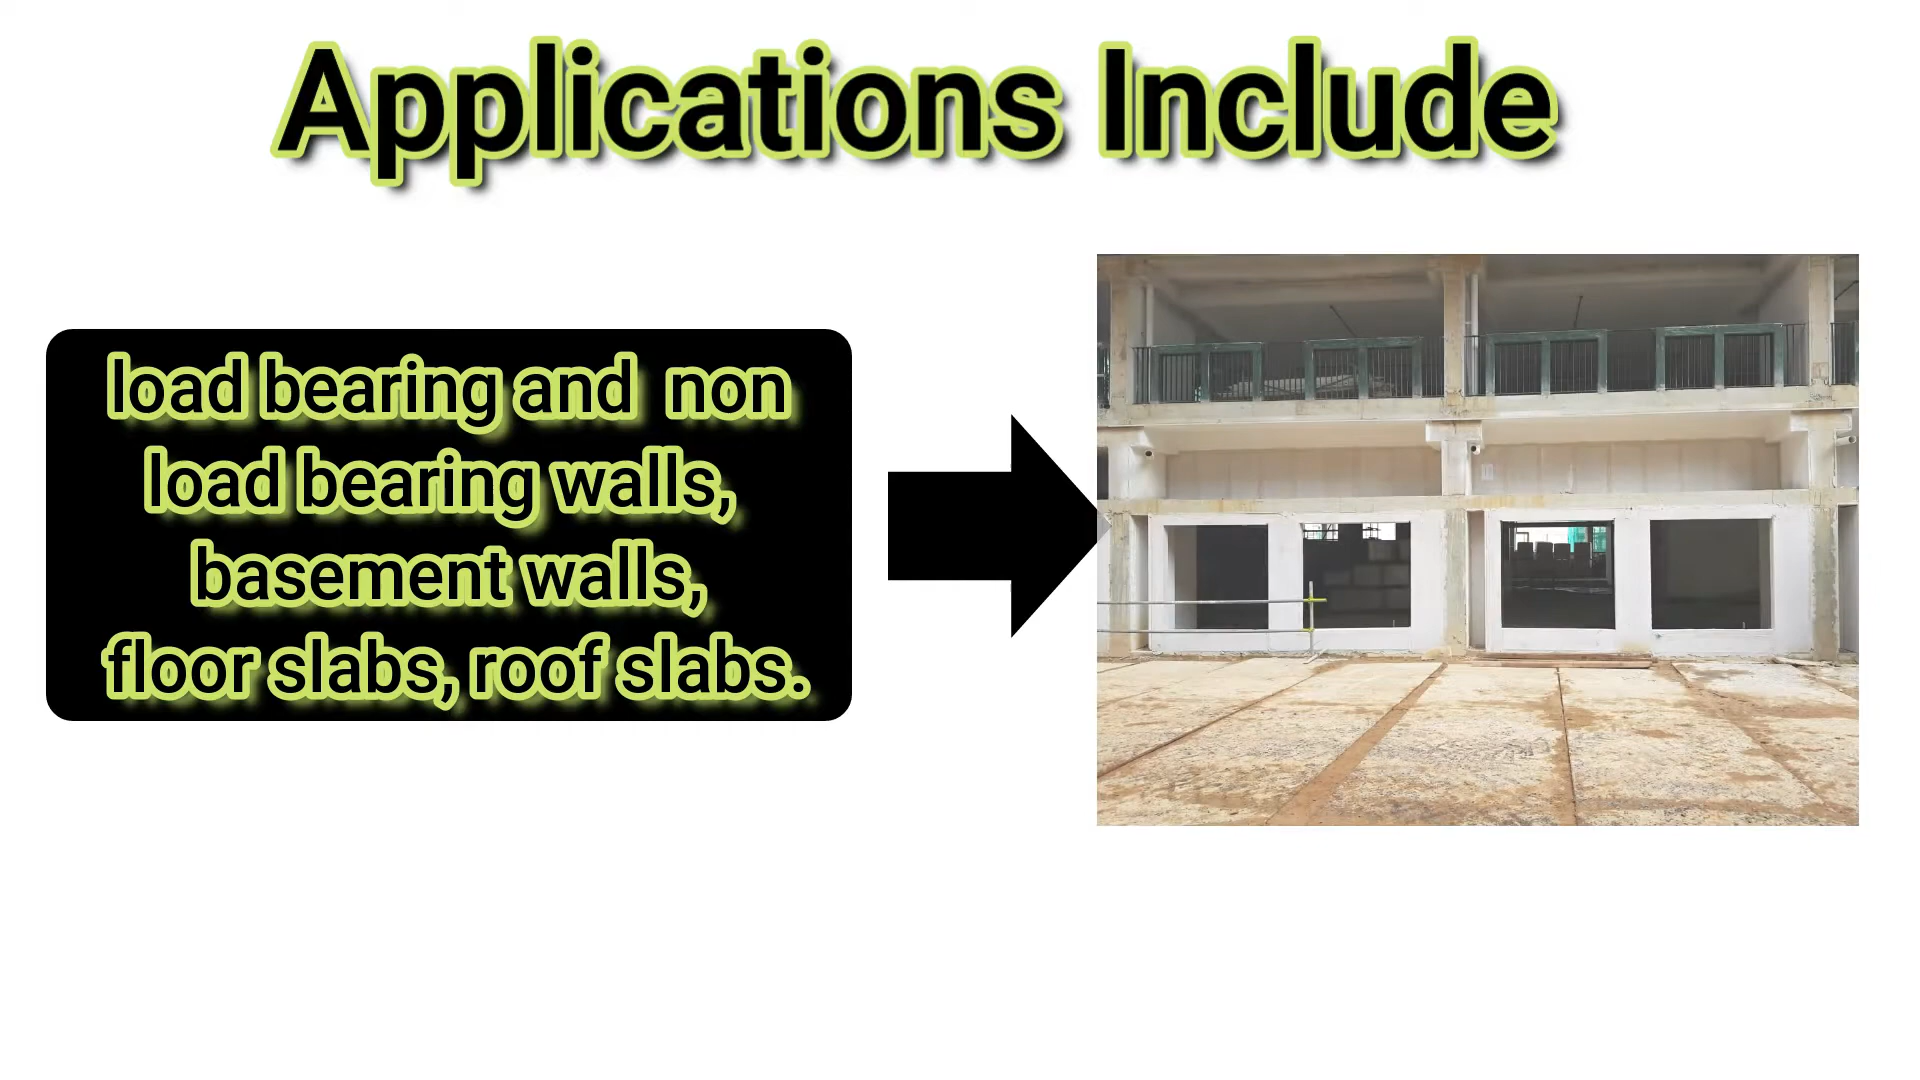 Applications Include
load bearing and  non
load bearing walls,
basement walls,
floor slabs, roof slabs.